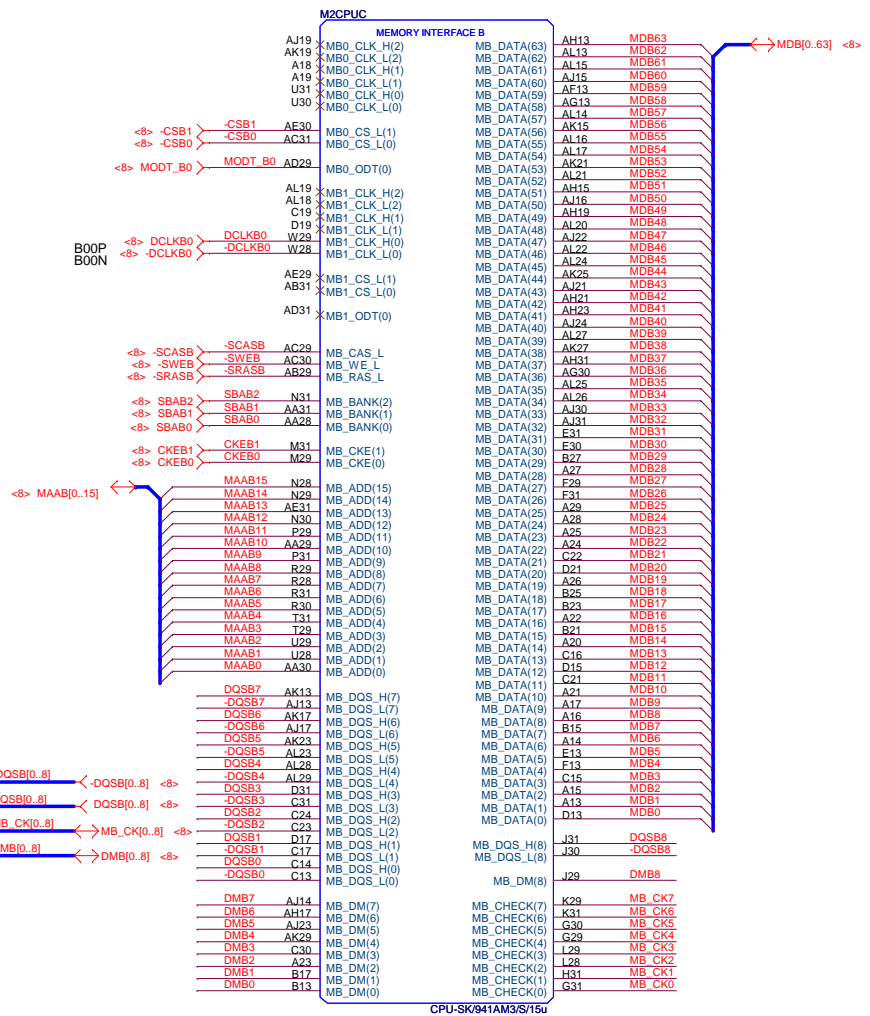 M2CPUC
MEMORY INTERFACE B
AJ19 MB0_CLK_H(2)
AK19 MB0_CLK_L(2)
A18 MB0_CLK_H(1)
A19 MB0_CLK_L(1)
U31 MB0_CLK_H(0)
U30 MB0_CLK_L(0)
<8> -CSB1 -CSB1 AE30 MB0_CS_L(1)
<8> -CSB0 -CSB0 AC31 MB0_CS_L(0)
<8> MODT_B0 MODT_B0 AD29 MB0_ODT(0)
AL19 MB1_CLK_H(2)
AL18 MB1_CLK_L(2)
C19 MB1_CLK_H(1)
D19 MB1_CLK_L(1)
B00P <8> DCLKB0 DCLKB0 W29 MB1_CLK_H(0)
B00N <8> -DCLKB0 -DCLKB0 W28 MB1_CLK_L(0)
AE29 MB1_CS_L(1)
AB31 MB1_CS_L(0)
AD31 MB1_ODT(0)
<8> -SCASB -SCASB AC29 MB_CAS_L
<8> -SWEB -SWEB AC30 MB_WE_L
<8> -SRASB -SRASB AB29 MB_RAS_L
<8> SBAB2 SBAB2 N31 MB_BANK(2)
<8> SBAB1 SBAB1 AA31 MB_BANK(1)
<8> SBAB0 SBAB0 AA28 MB_BANK(0)
<8> CKEB1 CKEB1 M31 MB_CKE(1)
<8> CKEB0 CKEB0 M29 MB_CKE(0)
<8> MAAB[0..15]
MAAB15 N28 MB_ADD(15)
MAAB14 N29 MB_ADD(14)
MAAB13 AE31 MB_ADD(13)
MAAB12 N30 MB_ADD(12)
MAAB11 P29 MB_ADD(11)
MAAB10 AA29 MB_ADD(10)
MAAB9 P31 MB_ADD(9)
MAAB8 R29 MB_ADD(8)
MAAB7 R28 MB_ADD(7)
MAAB6 R31 MB_ADD(6)
MAAB5 R30 MB_ADD(5)
MAAB4 T31 MB_ADD(4)
MAAB3 T29 MB_ADD(3)
MAAB2 U29 MB_ADD(2)
MAAB1 U28 MB_ADD(1)
MAAB0 AA30 MB_ADD(0)
DQSB7 AK13 MB_DQS_H(7)
-DQSB7 AJ13 MB_DQS_L(7)
DQSB6 AK17 MB_DQS_H(6)
-DQSB6 AJ17 MB_DQS_L(6)
DQSB5 AK23 MB_DQS_H(5)
-DQSB5 AL23 MB_DQS_L(5)
DQSB4 AL28 MB_DQS_H(4)
-DQSB4 AL29 MB_DQS_L(4)
DQSB3 D31 MB_DQS_H(3)
-DQSB3 C31 MB_DQS_L(3)
DQSB2 C24 MB_DQS_H(2)
-DQSB2 C23 MB_DQS_L(2)
DQSB1 D17 MB_DQS_H(1)
-DQSB1 C17 MB_DQS_L(1)
DQSB0 C14 MB_DQS_H(0)
-DQSB0 C13 MB_DQS_L(0)
DQSB[0..8] -DQSB[0..8] <8>
QSB[0..8] DQSB[0..8] <8>
B_CK[0..8] MB_CK[0..8] <8>
MB[0..8] DMB[0..8] <8>
DMB7 AJ14 MB_DM(7)
DMB6 AH17 MB_DM(6)
DMB5 AJ23 MB_DM(5)
DMB4 AK29 MB_DM(4)
DMB3 C30 MB_DM(3)
DMB2 A23 MB_DM(2)
DMB1 B17 MB_DM(1)
DMB0 B13 MB_DM(0)
MDB[0..63] <8>
MB_DATA(63) AH13 MDB63
MB_DATA(62) AL13 MDB62
MB_DATA(61) AL15 MDB61
MB_DATA(60) AJ15 MDB60
MB_DATA(59) AF13 MDB59
MB_DATA(58) AG13 MDB58
MB_DATA(57) AL14 MDB57
MB_DATA(56) AK15 MDB56
MB_DATA(55) AL16 MDB55
MB_DATA(54) AL17 MDB54
MB_DATA(53) AK21 MDB53
MB_DATA(52) AL21 MDB52
MB_DATA(51) AH15 MDB51
MB_DATA(50) AJ16 MDB50
MB_DATA(49) AH19 MDB49
MB_DATA(48) AL20 MDB48
MB_DATA(47) AJ22 MDB47
MB_DATA(46) AL22 MDB46
MB_DATA(45) AL24 MDB45
MB_DATA(44) AK25 MDB44
MB_DATA(43) AJ21 MDB43
MB_DATA(42) AH21 MDB42
MB_DATA(41) AH23 MDB41
MB_DATA(40) AJ24 MDB40
MB_DATA(39) AL27 MDB39
MB_DATA(38) AK27 MDB38
MB_DATA(37) AH31 MDB37
MB_DATA(36) AG30 MDB36
MB_DATA(35) AL25 MDB35
MB_DATA(34) AL26 MDB34
MB_DATA(33) AJ30 MDB33
MB_DATA(32) AJ31 MDB32
MB_DATA(31) E31 MDB31
MB_DATA(30) E30 MDB30
MB_DATA(29) B27 MDB29
MB_DATA(28) A27 MDB28
MB_DATA(27) F29 MDB27
MB_DATA(26) F31 MDB26
MB_DATA(25) A29 MDB25
MB_DATA(24) A28 MDB24
MB_DATA(23) A25 MDB23
MB_DATA(22) A24 MDB22
MB_DATA(21) C22 MDB21
MB_DATA(20) D21 MDB20
MB_DATA(19) A26 MDB19
MB_DATA(18) B25 MDB18
MB_DATA(17) B23 MDB17
MB_DATA(16) A22 MDB16
MB_DATA(15) B21 MDB15
MB_DATA(14) A20 MDB14
MB_DATA(13) C16 MDB13
MB_DATA(12) D15 MDB12
MB_DATA(11) C21 MDB11
MB_DATA(10) A21 MDB10
MB_DATA(9) A17 MDB9
MB_DATA(8) A16 MDB8
MB_DATA(7) B15 MDB7
MB_DATA(6) A14 MDB6
MB_DATA(5) E13 MDB5
MB_DATA(4) F13 MDB4
MB_DATA(3) C15 MDB3
MB_DATA(2) A15 MDB2
MB_DATA(1) A13 MDB1
MB_DATA(0) D13 MDB0
MB_DQS_H(8) J31 DQSB8
MB_DQS_L(8) J30 -DQSB8
MB_DM(8) J29 DMB8
MB_CHECK(7) K29 MB_CK7
MB_CHECK(6) K31 MB_CK6
MB_CHECK(5) G30 MB_CK5
MB_CHECK(4) G29 MB_CK4
MB_CHECK(3) L29 MB_CK3
MB_CHECK(2) L28 MB_CK2
MB_CHECK(1) H31 MB_CK1
MB_CHECK(0) G31 MB_CK0
CPU-SK/941AM3/S/15u